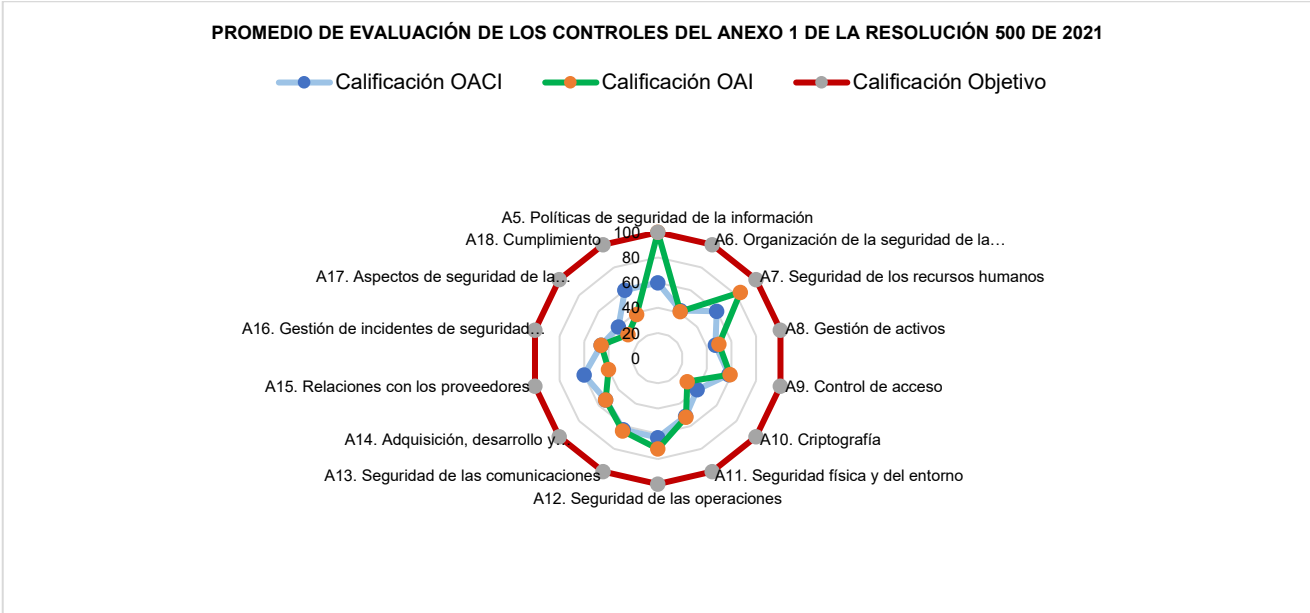 PROMEDIO DE EVALUACIÓN DE LOS CONTROLES DEL ANEXO 1 DE LA RESOLUCIÓN 500 DE 2021
Calificación OACI
Calificación OAI
Calificación Objetivo
A5. Políticas de seguridad de la información
A6. Organización de la seguridad de la…
A7. Seguridad de los recursos humanos
A8. Gestión de activos
A9. Control de acceso
A10. Criptografía
A11. Seguridad física y del entorno
A12. Seguridad de las operaciones
A13. Seguridad de las comunicaciones
A14. Adquisición, desarrollo y…
A15. Relaciones con los proveedores
A16. Gestión de incidentes de seguridad…
A17. Aspectos de seguridad de la…
A18. Cumplimiento
100
80
60
40
20
0